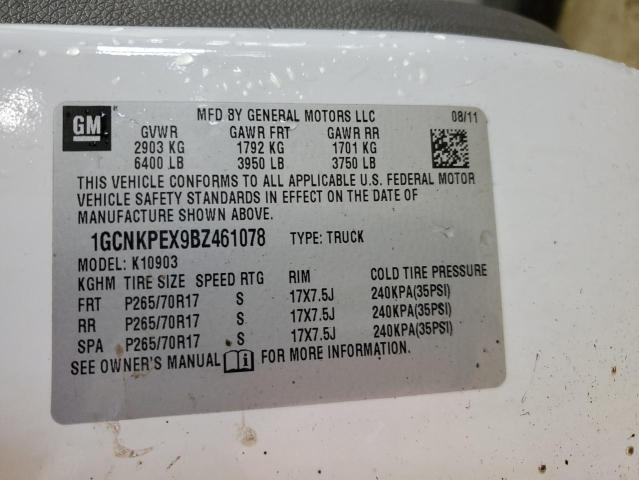 GM
MFD BY GENERAL MOTORS LLC 08/11
GVWR GAWR FRT GAWR RR
2903 KG 1792 KG 1701 KG
6400 LB 3950 LB 3750 LB
THIS VEHICLE CONFORMS TO ALL APPLICABLE U.S. FEDERAL MOTOR
VEHICLE SAFETY STANDARDS IN EFFECT ON THE DATE OF
MANUFACTURE SHOWN ABOVE.
1GCNKPEX9BZ461078 TYPE: TRUCK
MODEL: K10903
KGHM TIRE SIZE SPEED RTG RIM COLD TIRE PRESSURE
FRT P265/70R17 S 17X7.5J 240KPA(35PSI)
RR P265/70R17 S 17X7.5J 240KPA(35PSI)
SPA P265/70R17 S 17X7.5J 240KPA(35PSI)
SEE OWNER'S MANUAL FOR MORE INFORMATION.